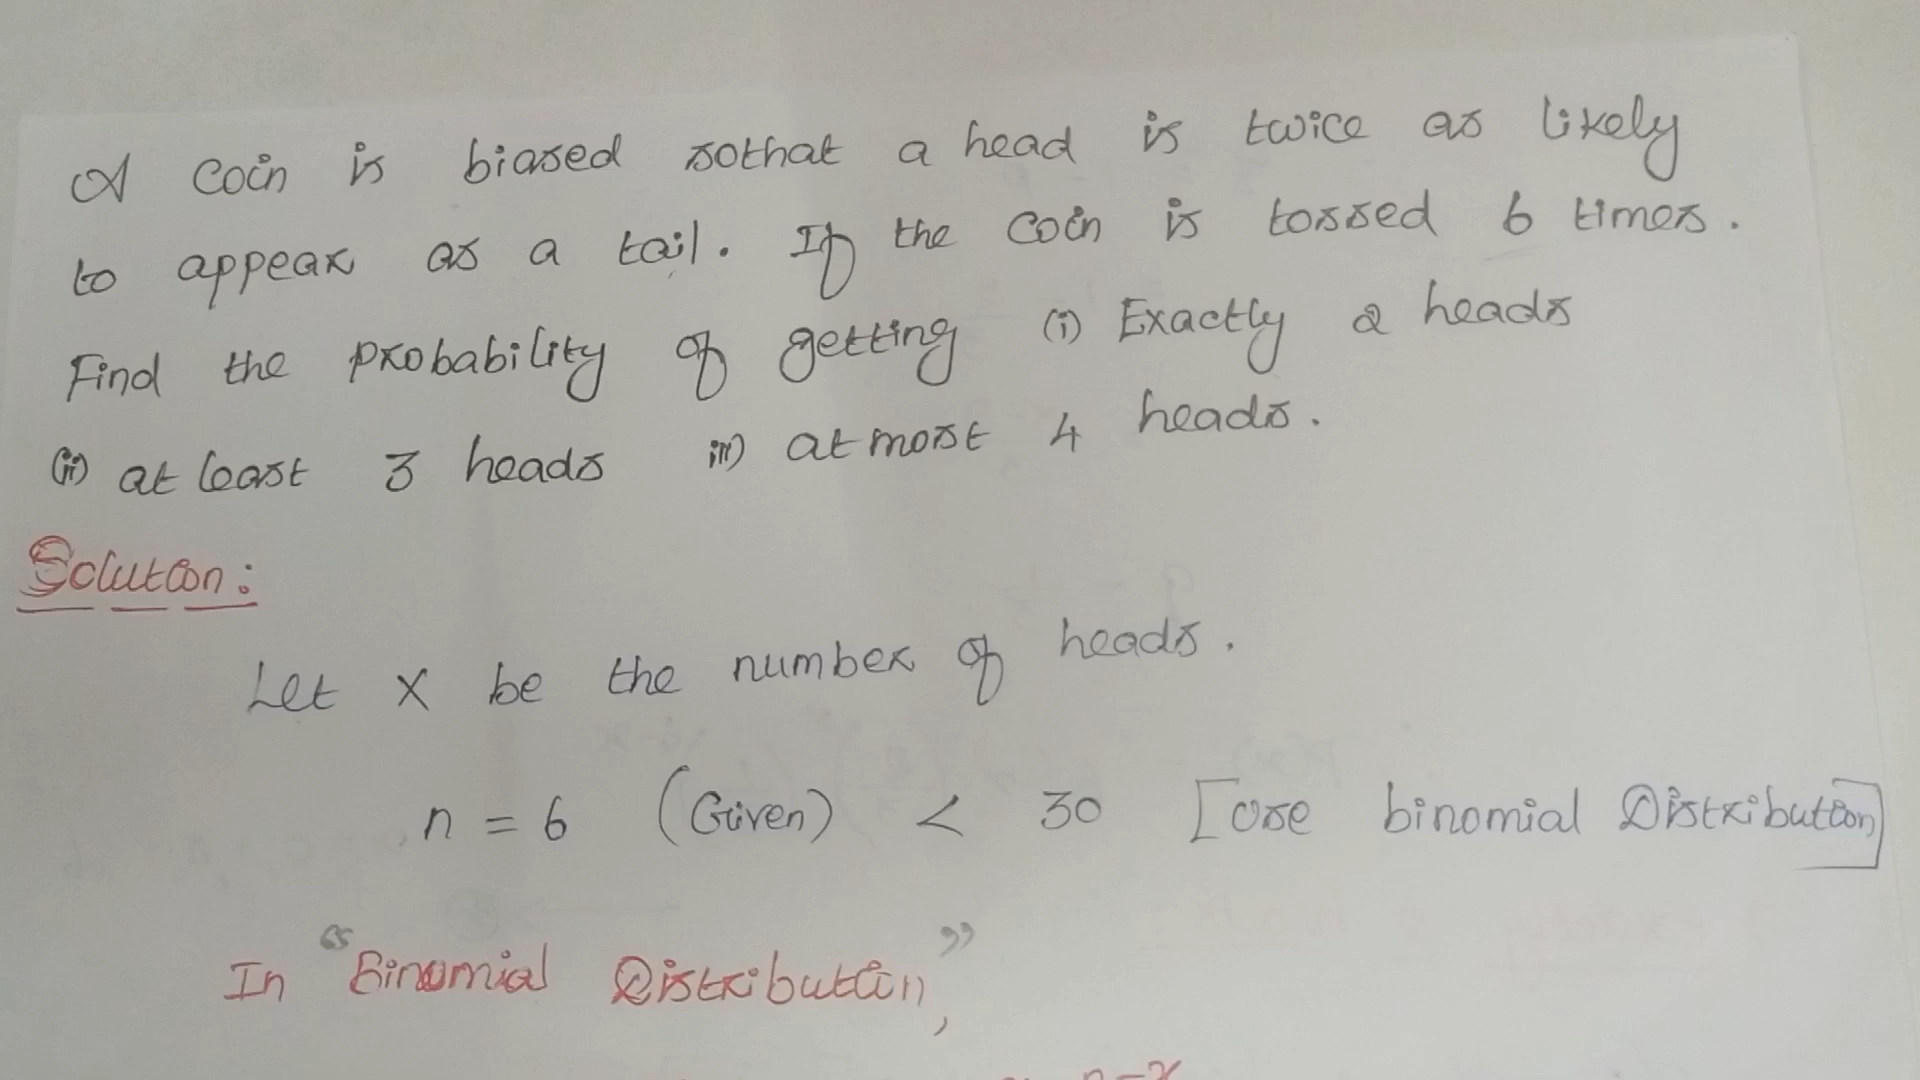 A coin is biased sothat a head is twice as likely
to appear as a tail. If the coin is tossed 6 times.
Find the probability of getting (i) Exactly 2 heads
(ii) at least 3 heads iii) at most 4 heads.
Solution:
Let X be the number of heads.
n = 6 (Given) < 30 [use binomial Distribution]
In "Binomial Distribution,"
n-x